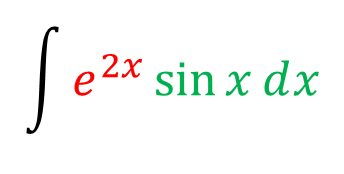 ∫ e^{2x} sin x dx